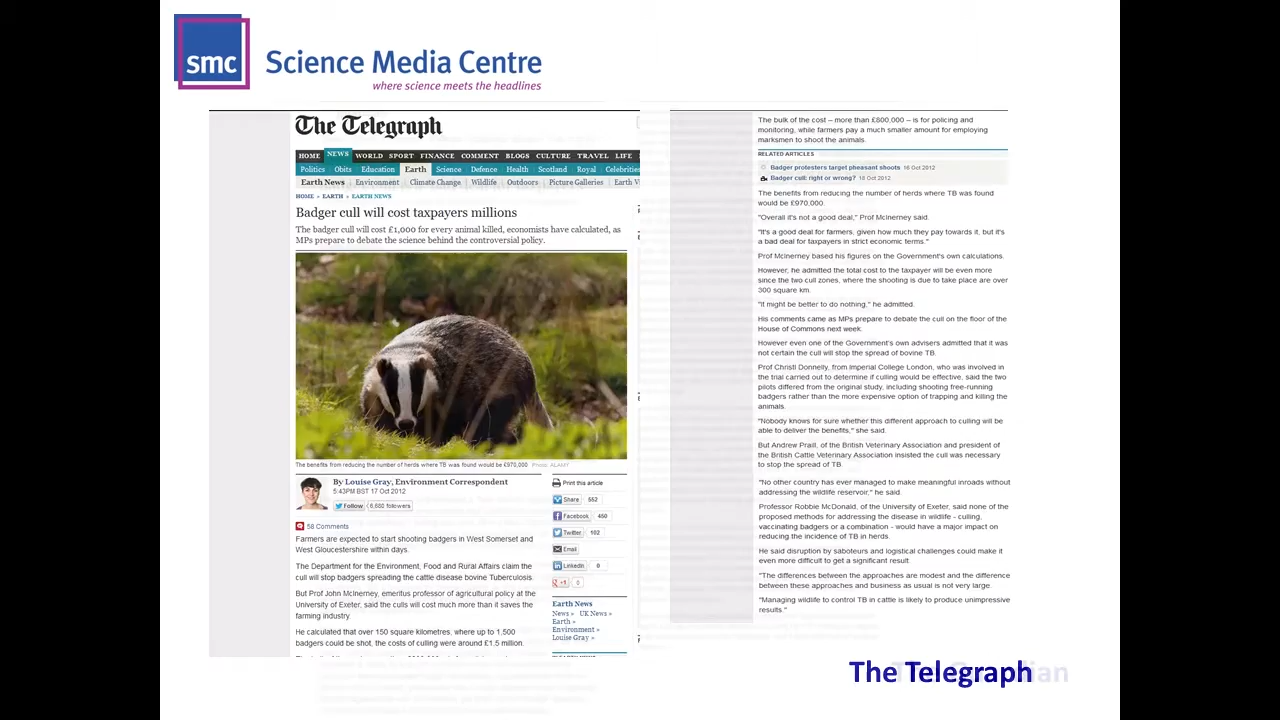 smc
Science Media Centre
where science meets the headlines
The Telegraph
HOME NEWS WORLD SPORT FINANCE COMMENT BLOGS CULTURE TRAVEL LIFE
Politics Obits Education Earth Science Defence Health Scotland Royal Celebrities
Earth News Environment Climate Change Wildlife Outdoors Picture Galleries Earth
HOME » EARTH » EARTH NEWS
Badger cull will cost taxpayers millions
The badger cull will cost £1,000 for every animal killed, economists have calculated, as
MPs prepare to debate the science behind the controversial policy.
The benefits from reducing the number of herds where TB was found would be £970,000 Photo: ALAMY
By Louise Gray, Environment Correspondent
5:43PM BST 17 Oct 2012
Follow 6,680 followers
58 Comments
Farmers are expected to start shooting badgers in West Somerset and
West Gloucestershire within days.
The Department for the Environment, Food and Rural Affairs claim the
cull will stop badgers spreading the cattle disease bovine Tuberculosis.
But Prof John McInerney, emeritus professor of agricultural policy at the
University of Exeter, said the culls will cost much more than it saves the
farming industry.
He calculated that over 150 square kilometres, where up to 1,500
badgers could be shot, the costs of culling were around £1.5 million.
Print this article
Share 552
Facebook 450
Twitter 102
Email
LinkedIn 0
+1 0
Earth News
News » UK News »
Earth »
Environment »
Louise Gray »
The bulk of the cost – more than £800,000 – is for policing and
monitoring, while farmers pay a much smaller amount for employing
marksmen to shoot the animals.
RELATED ARTICLES
Badger protesters target pheasant shoots 16 Oct 2012
Badger cull: right or wrong? 18 Oct 2012
The benefits from reducing the number of herds where TB was found
would be £970,000.
"Overall it's not a good deal," Prof McInerney said.
"It's a good deal for farmers, given how much they pay towards it, but it's
a bad deal for taxpayers in strict economic terms."
Prof McInerney based his figures on the Government's own calculations.
However, he admitted the total cost to the taxpayer will be even more
since the two cull zones, where the shooting is due to take place are over
300 square km.
"It might be better to do nothing," he admitted.
His comments came as MPs prepare to debate the cull on the floor of the
House of Commons next week.
However even one of the Government's own advisers admitted that it was
not certain the cull will stop the spread of bovine TB.
Prof Christl Donnelly, from Imperial College London, who was involved in
the trial carried out to determine if culling would be effective, said the two
pilots differed from the original study, including shooting free-running
badgers rather than the more expensive option of trapping and killing the
animals.
"Nobody knows for sure whether this different approach to culling will be
able to deliver the benefits," she said.
But Andrew Praill, of the British Veterinary Association and president of
the British Cattle Veterinary Association insisted the cull was necessary
to stop the spread of TB.
"No other country has ever managed to make meaningful inroads without
addressing the wildlife reservoir," he said.
Professor Robbie McDonald, of the University of Exeter, said none of the
proposed methods for addressing the disease in wildlife - culling,
vaccinating badgers or a combination - would have a major impact on
reducing the incidence of TB in herds.
He said disruption by saboteurs and logistical challenges could make it
even more difficult to get a significant result.
"The differences between the approaches are modest and the difference
between these approaches and business as usual is not very large.
"Managing wildlife to control TB in cattle is likely to produce unimpressive
results."
The Telegraph